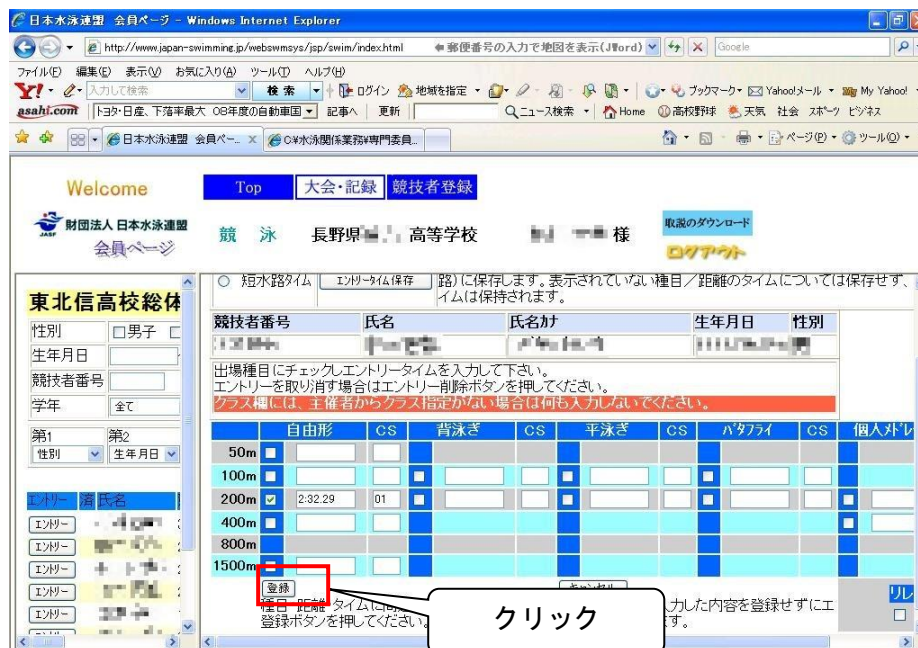 日本水泳連盟 会員ページ - Windows Internet Explorer
http://www.japan-swimming.jp/webswmsys/jsp/swim/index.html
郵便番号の入力で地図を表示(JWord)
Google
ファイル(F) 編集(E) 表示(V) お気に入り(A) ツール(T) ヘルプ(H)
Y! 入力して検索 検 索 ログイン 地域を指定 ブックマーク Yahoo!メール My Yahoo!
asahi.com トヨタ・日産、下落率最大 08年度の自動車国 記事へ 更新 ニュース検索 Home 高校野球 天気 社会 スポーツ ビジネス
日本水泳連盟 会員ペー... C:¥水泳関係業務¥専門委員... ページ(P) ツール(O)
Welcome Top 大会・記録 競技者登録
財団法人 日本水泳連盟
JASF
会員ページ
競 泳 長野県 高等学校 様
取説のダウンロード
ログアウト
東北信高校総体
性別 男子
生年月日
競技者番号
学年 全て
第1 第2
性別 生年月日
エントリー 済 氏名
エントリー
エントリー
エントリー
エントリー
エントリー
短水路タイム エントリータイム保存 路)に保存します。表示されていない種目/距離のタイムについては保存せず、
イムは保持されます。
競技者番号 氏名 氏名カナ 生年月日 性別
出場種目にチェックしエントリータイムを入力して下さい。
エントリーを取り消す場合はエントリー削除ボタンを押してください。
クラス欄には、主催者からクラス指定がない場合は何も入力しないでください。
自由形 CS 背泳ぎ CS 平泳ぎ CS バタフライ CS 個人メドレ
50m
100m
200m 2:32.29 01
400m
800m
1500m
登録
キャンセル
種目・距離・タイムに間
登録ボタンを押してください。
力した内容を登録せずにエ
ます。
リレ
クリック